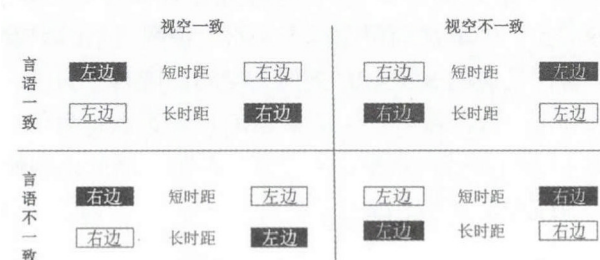 视空一致 视空不一致
言语一致
左边 短时距 右边 右边 短时距 左边
左边 长时距 右边 右边 长时距 左边
言语不一致
右边 短时距 左边 左边 短时距 右边
右边 长时距 左边 左边 长时距 右边